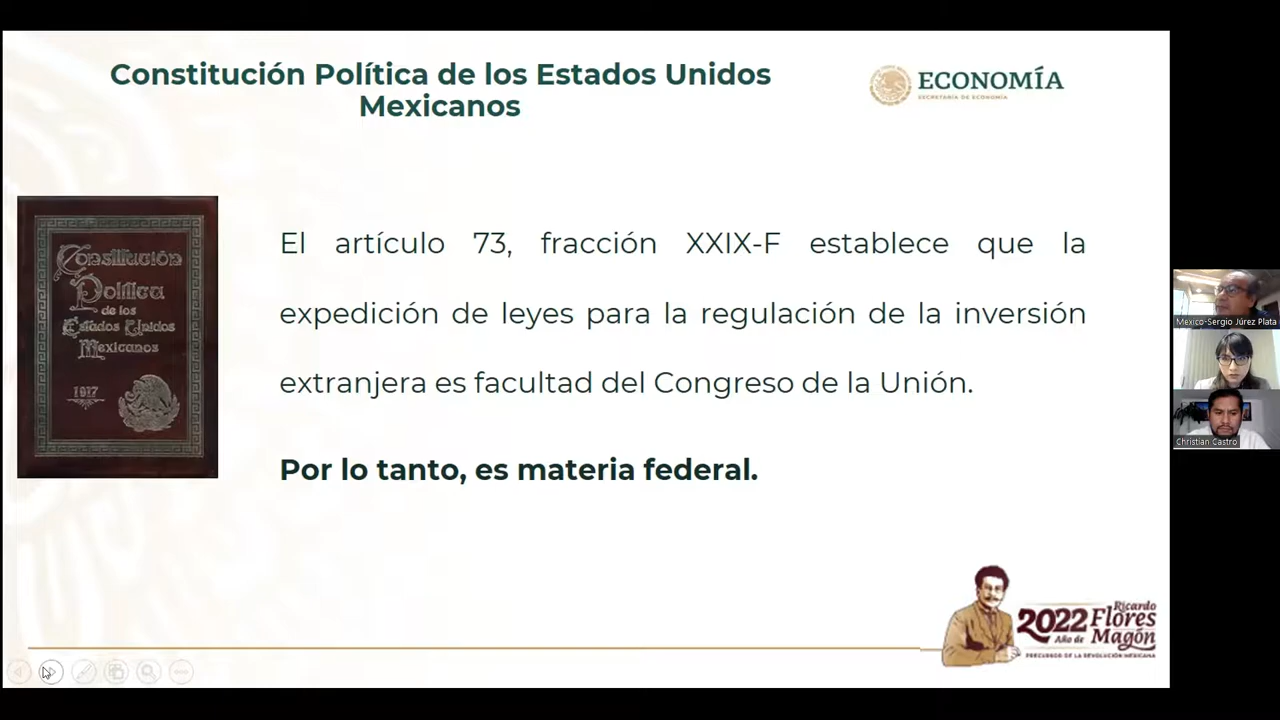 Constitución Política de los Estados Unidos
Mexicanos
ECONOMÍA
SECRETARÍA DE ECONOMÍA
Constitución
Política
de los
Estados Unidos
Mexicanos
1917
El artículo 73, fracción XXIX-F establece que la
expedición de leyes para la regulación de la inversión
extranjera es facultad del Congreso de la Unión.
Por lo tanto, es materia federal.
Mexico-Sergio Júrez Plata
Christian Castro
2022 Ricardo
Flores
Año de Magón
PRECURSOR DE LA REVOLUCIÓN MEXICANA